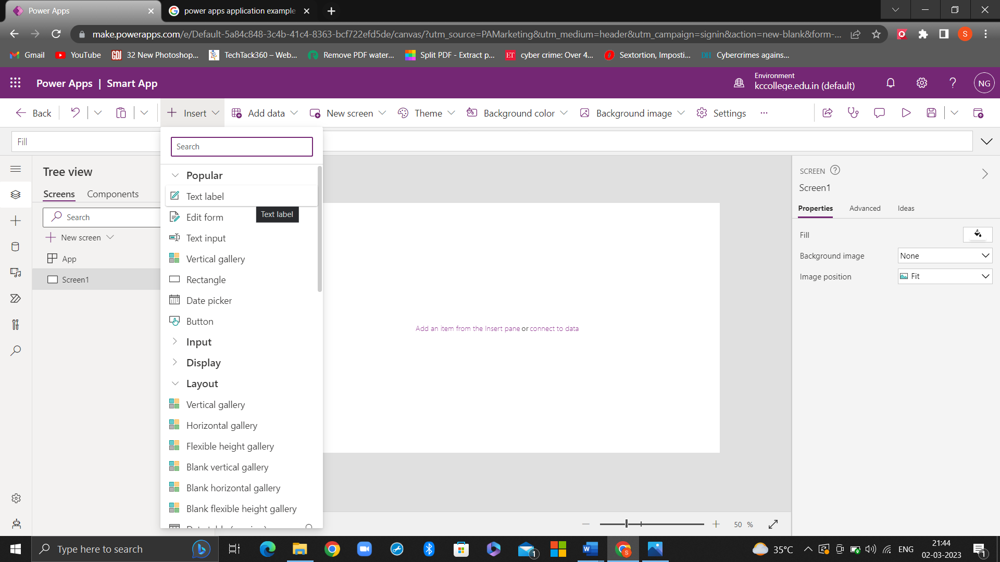 Power Apps
power apps application example
make.powerapps.com/e/Default-5a84c848-3c4b-41c4-8363-bcf722efd5de/canvas/?utm_source=PAMarketing&utm_medium=header&utm_campaign=signin&action=new-blank&form-...
S
Gmail YouTube 32 New Photoshop... TechTack360 – Web... Remove PDF water... Split PDF - Extract p... ET cyber crime: Over 4... Sextortion, Imposti... DH Cybercrimes agains...
Power Apps | Smart App
Environment
kccollege.edu.in (default)
NG
Back Insert Add data New screen Theme Background color Background image Settings ...
Fill
Search
Tree view
Screens Components
Search
New screen
App
Screen1
Popular
Text label
Text label
Edit form
Text input
Vertical gallery
Rectangle
Date picker
Button
Input
Display
Layout
Vertical gallery
Horizontal gallery
Flexible height gallery
Blank vertical gallery
Blank horizontal gallery
Blank flexible height gallery
Add an item from the Insert pane or connect to data
SCREEN
Screen1
Properties Advanced Ideas
Fill
Background image None
Image position Fit
50 %
Type here to search
1
35°C
ENG
21:44
02-03-2023
1